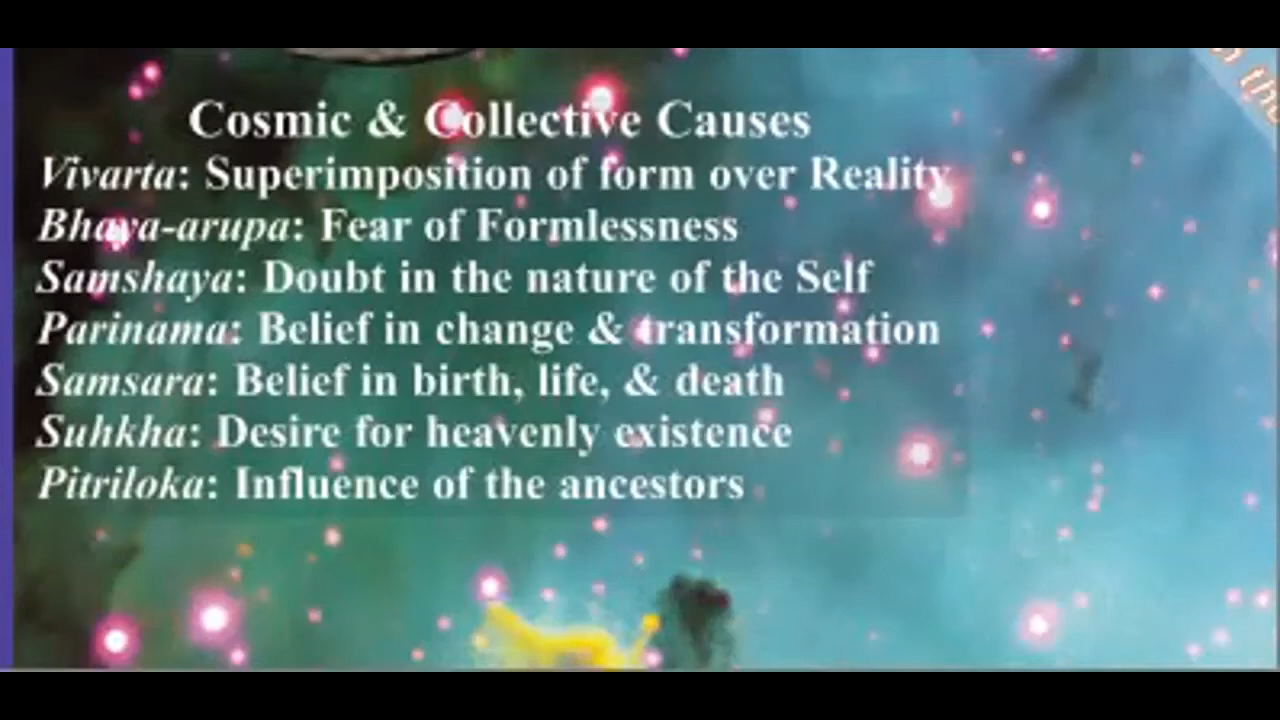 Cosmic & Collective Causes
Vivarta: Superimposition of form over Reality
Bhaya-arupa: Fear of Formlessness
Samshaya: Doubt in the nature of the Self
Parinama: Belief in change & transformation
Samsara: Belief in birth, life, & death
Suhkha: Desire for heavenly existence
Pitriloka: Influence of the ancestors